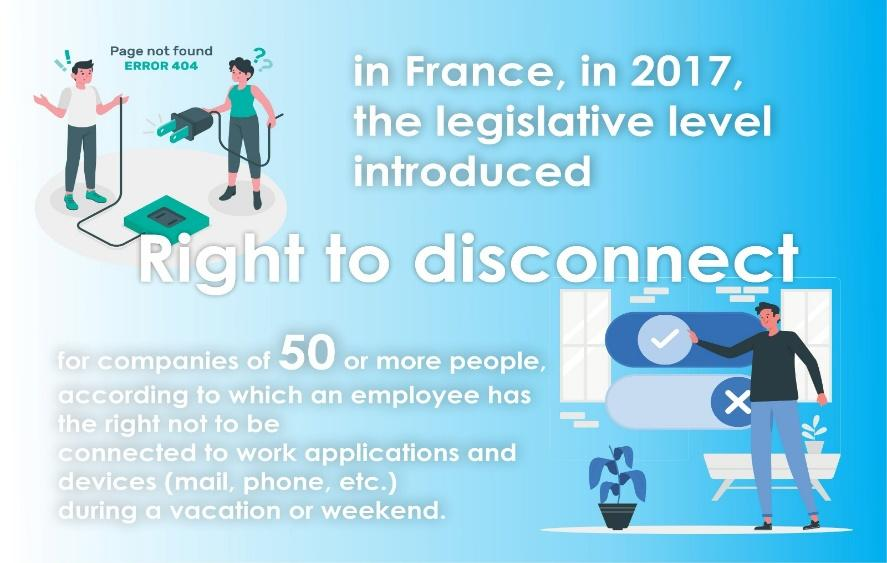 Page not found
ERROR 404
in France, in 2017,
the legislative level
introduced
Right to disconnect
for companies of 50 or more people,
according to which an employee has
the right not to be
connected to work applications and
devices (mail, phone, etc.)
during a vacation or weekend.